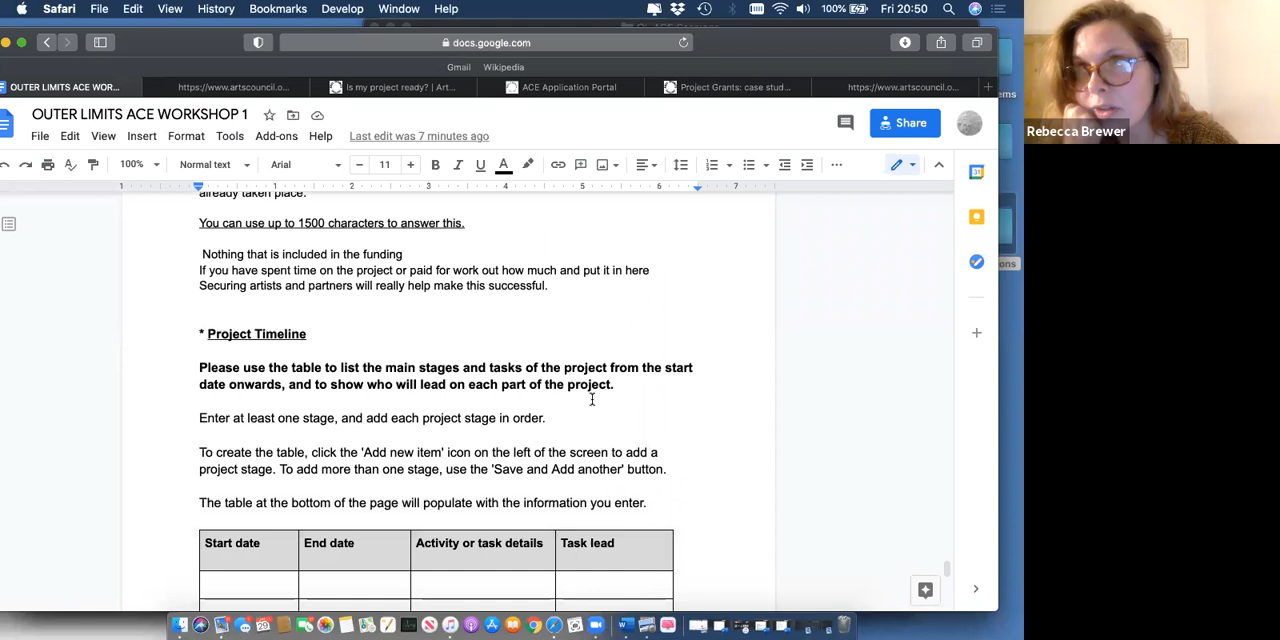 Safari File Edit View History Bookmarks Develop Window Help 100% Fri 20:50
docs.google.com
Gmail Wikipedia
OUTER LIMITS ACE WOR... https://www.artscouncil.o... Is my project ready? | Art... ACE Application Portal Project Grants: case stud... https://www.artscouncil.o...
OUTER LIMITS ACE WORKSHOP 1
File Edit View Insert Format Tools Add-ons Help Last edit was 7 minutes ago
Share
100% Normal text Arial 11 B I U A
1 1 2 3 4 5 6 7
already taken place.
You can use up to 1500 characters to answer this.
Nothing that is included in the funding
If you have spent time on the project or paid for work out how much and put it in here
Securing artists and partners will really help make this successful.
* Project Timeline
Please use the table to list the main stages and tasks of the project from the start
date onwards, and to show who will lead on each part of the project.
Enter at least one stage, and add each project stage in order.
To create the table, click the 'Add new item' icon on the left of the screen to add a
project stage. To add more than one stage, use the 'Save and Add another' button.
The table at the bottom of the page will populate with the information you enter.
Start date End date Activity or task details Task lead
Rebecca Brewer